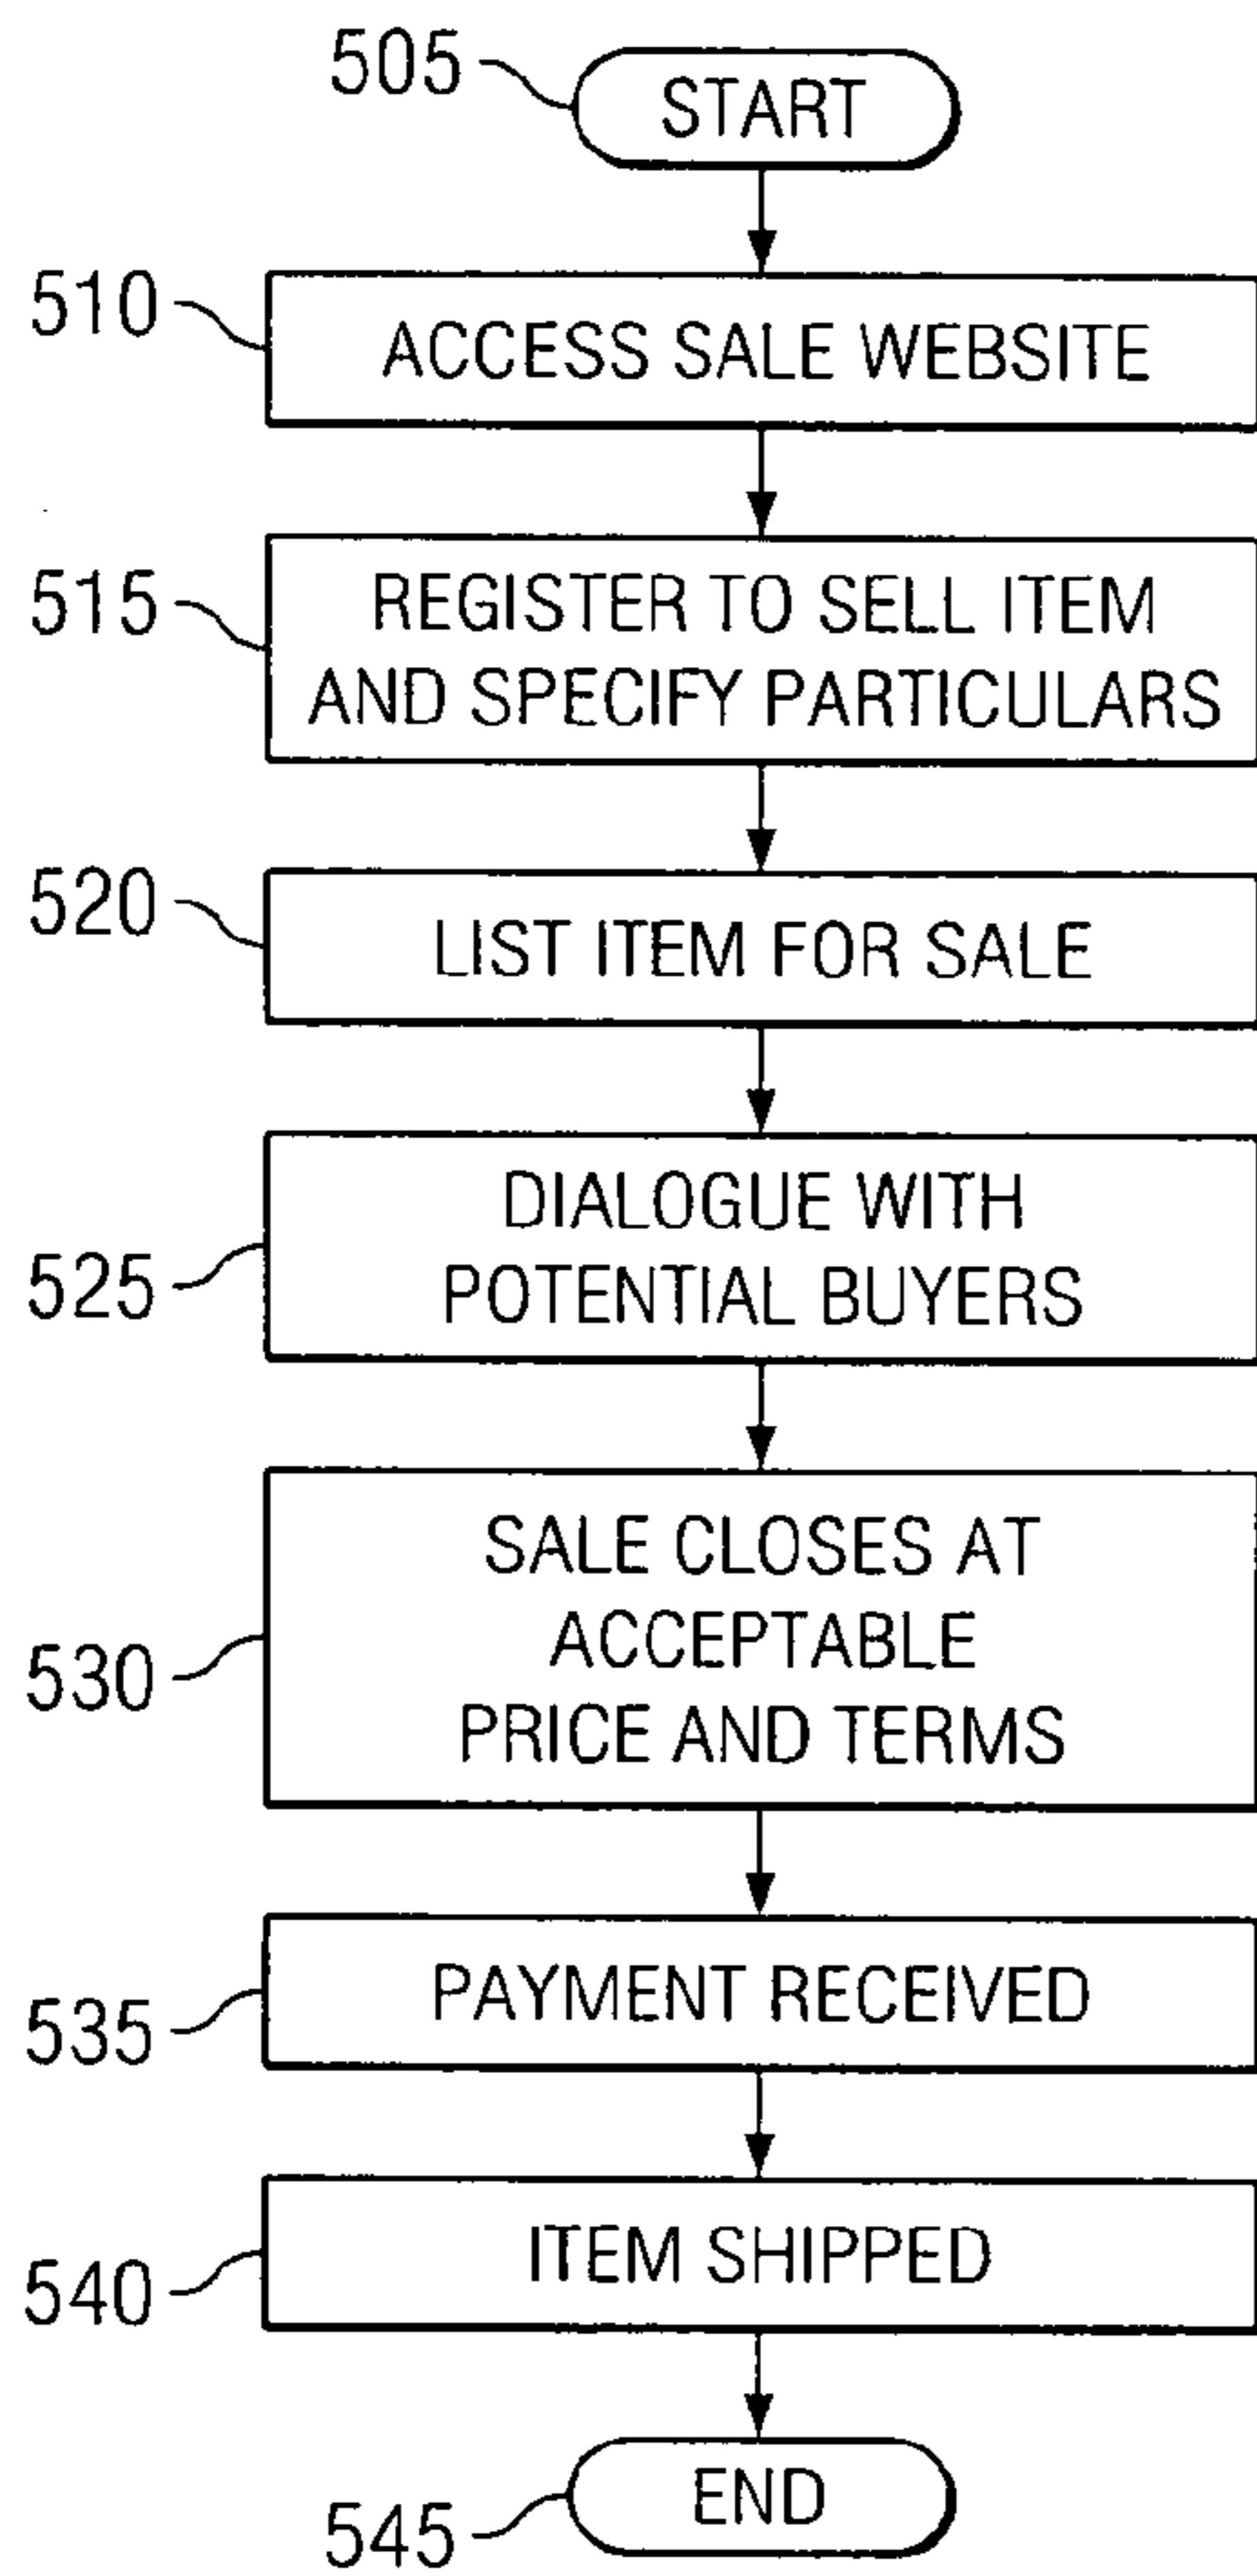 505
START
510
ACCESS SALE WEBSITE
515
REGISTER TO SELL ITEM
AND SPECIFY PARTICULARS
520
LIST ITEM FOR SALE
525
DIALOGUE WITH
POTENTIAL BUYERS
530
SALE CLOSES AT
ACCEPTABLE
PRICE AND TERMS
535
PAYMENT RECEIVED
540
ITEM SHIPPED
545
END